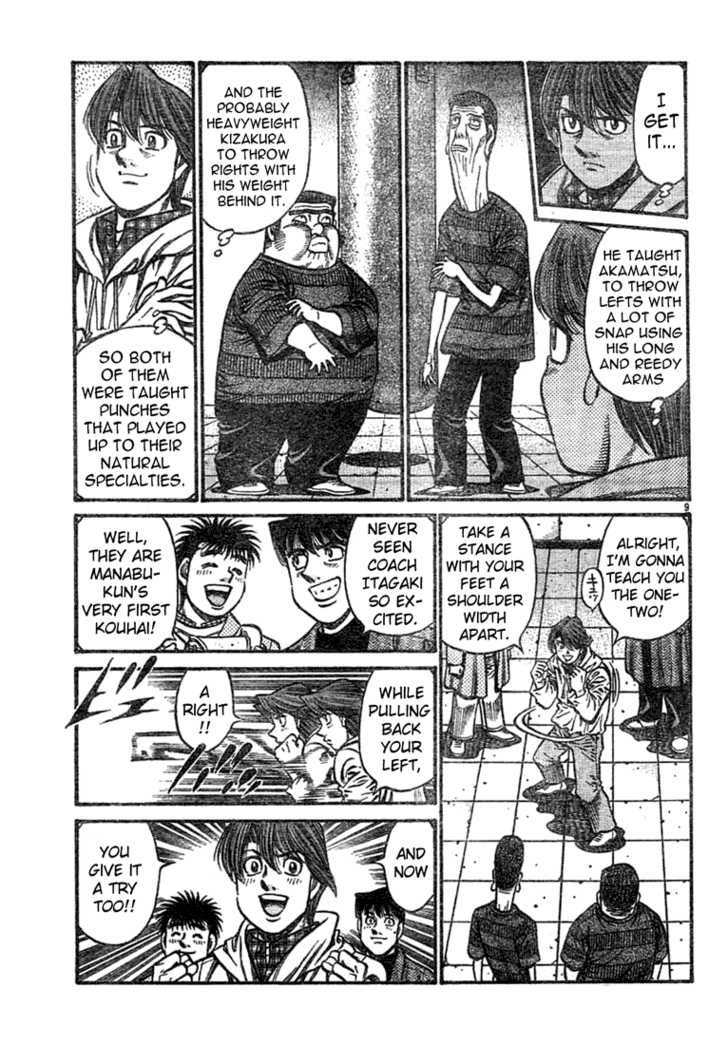 I
GET
IT...
HE TAUGHT
AKAMATSU,
TO THROW
LEFTS WITH
A LOT OF
SNAP USING
HIS LONG
AND REEDY
ARMS
AND THE
PROBABLY
HEAVYWEIGHT
KIZAKURA
TO THROW
RIGHTS WITH
HIS WEIGHT
BEHIND IT.
SO BOTH
OF THEM
WERE TAUGHT
PUNCHES
THAT PLAYED
UP TO THEIR
NATURAL
SPECIALTIES.
9
ALRIGHT,
I'M GONNA
TEACH YOU
THE ONE-
TWO!
TAKE A
STANCE
WITH YOUR
FEET A
SHOULDER
WIDTH
APART.
NEVER
SEEN
COACH
ITAGAKI
SO EX-
CITED.
WELL,
THEY ARE
MANABU-
KUN'S
VERY FIRST
KOUHAI!
WHILE
PULLING
BACK
YOUR
LEFT,
A
RIGHT
!!
AND
NOW
YOU
GIVE IT
A TRY
TOO!!